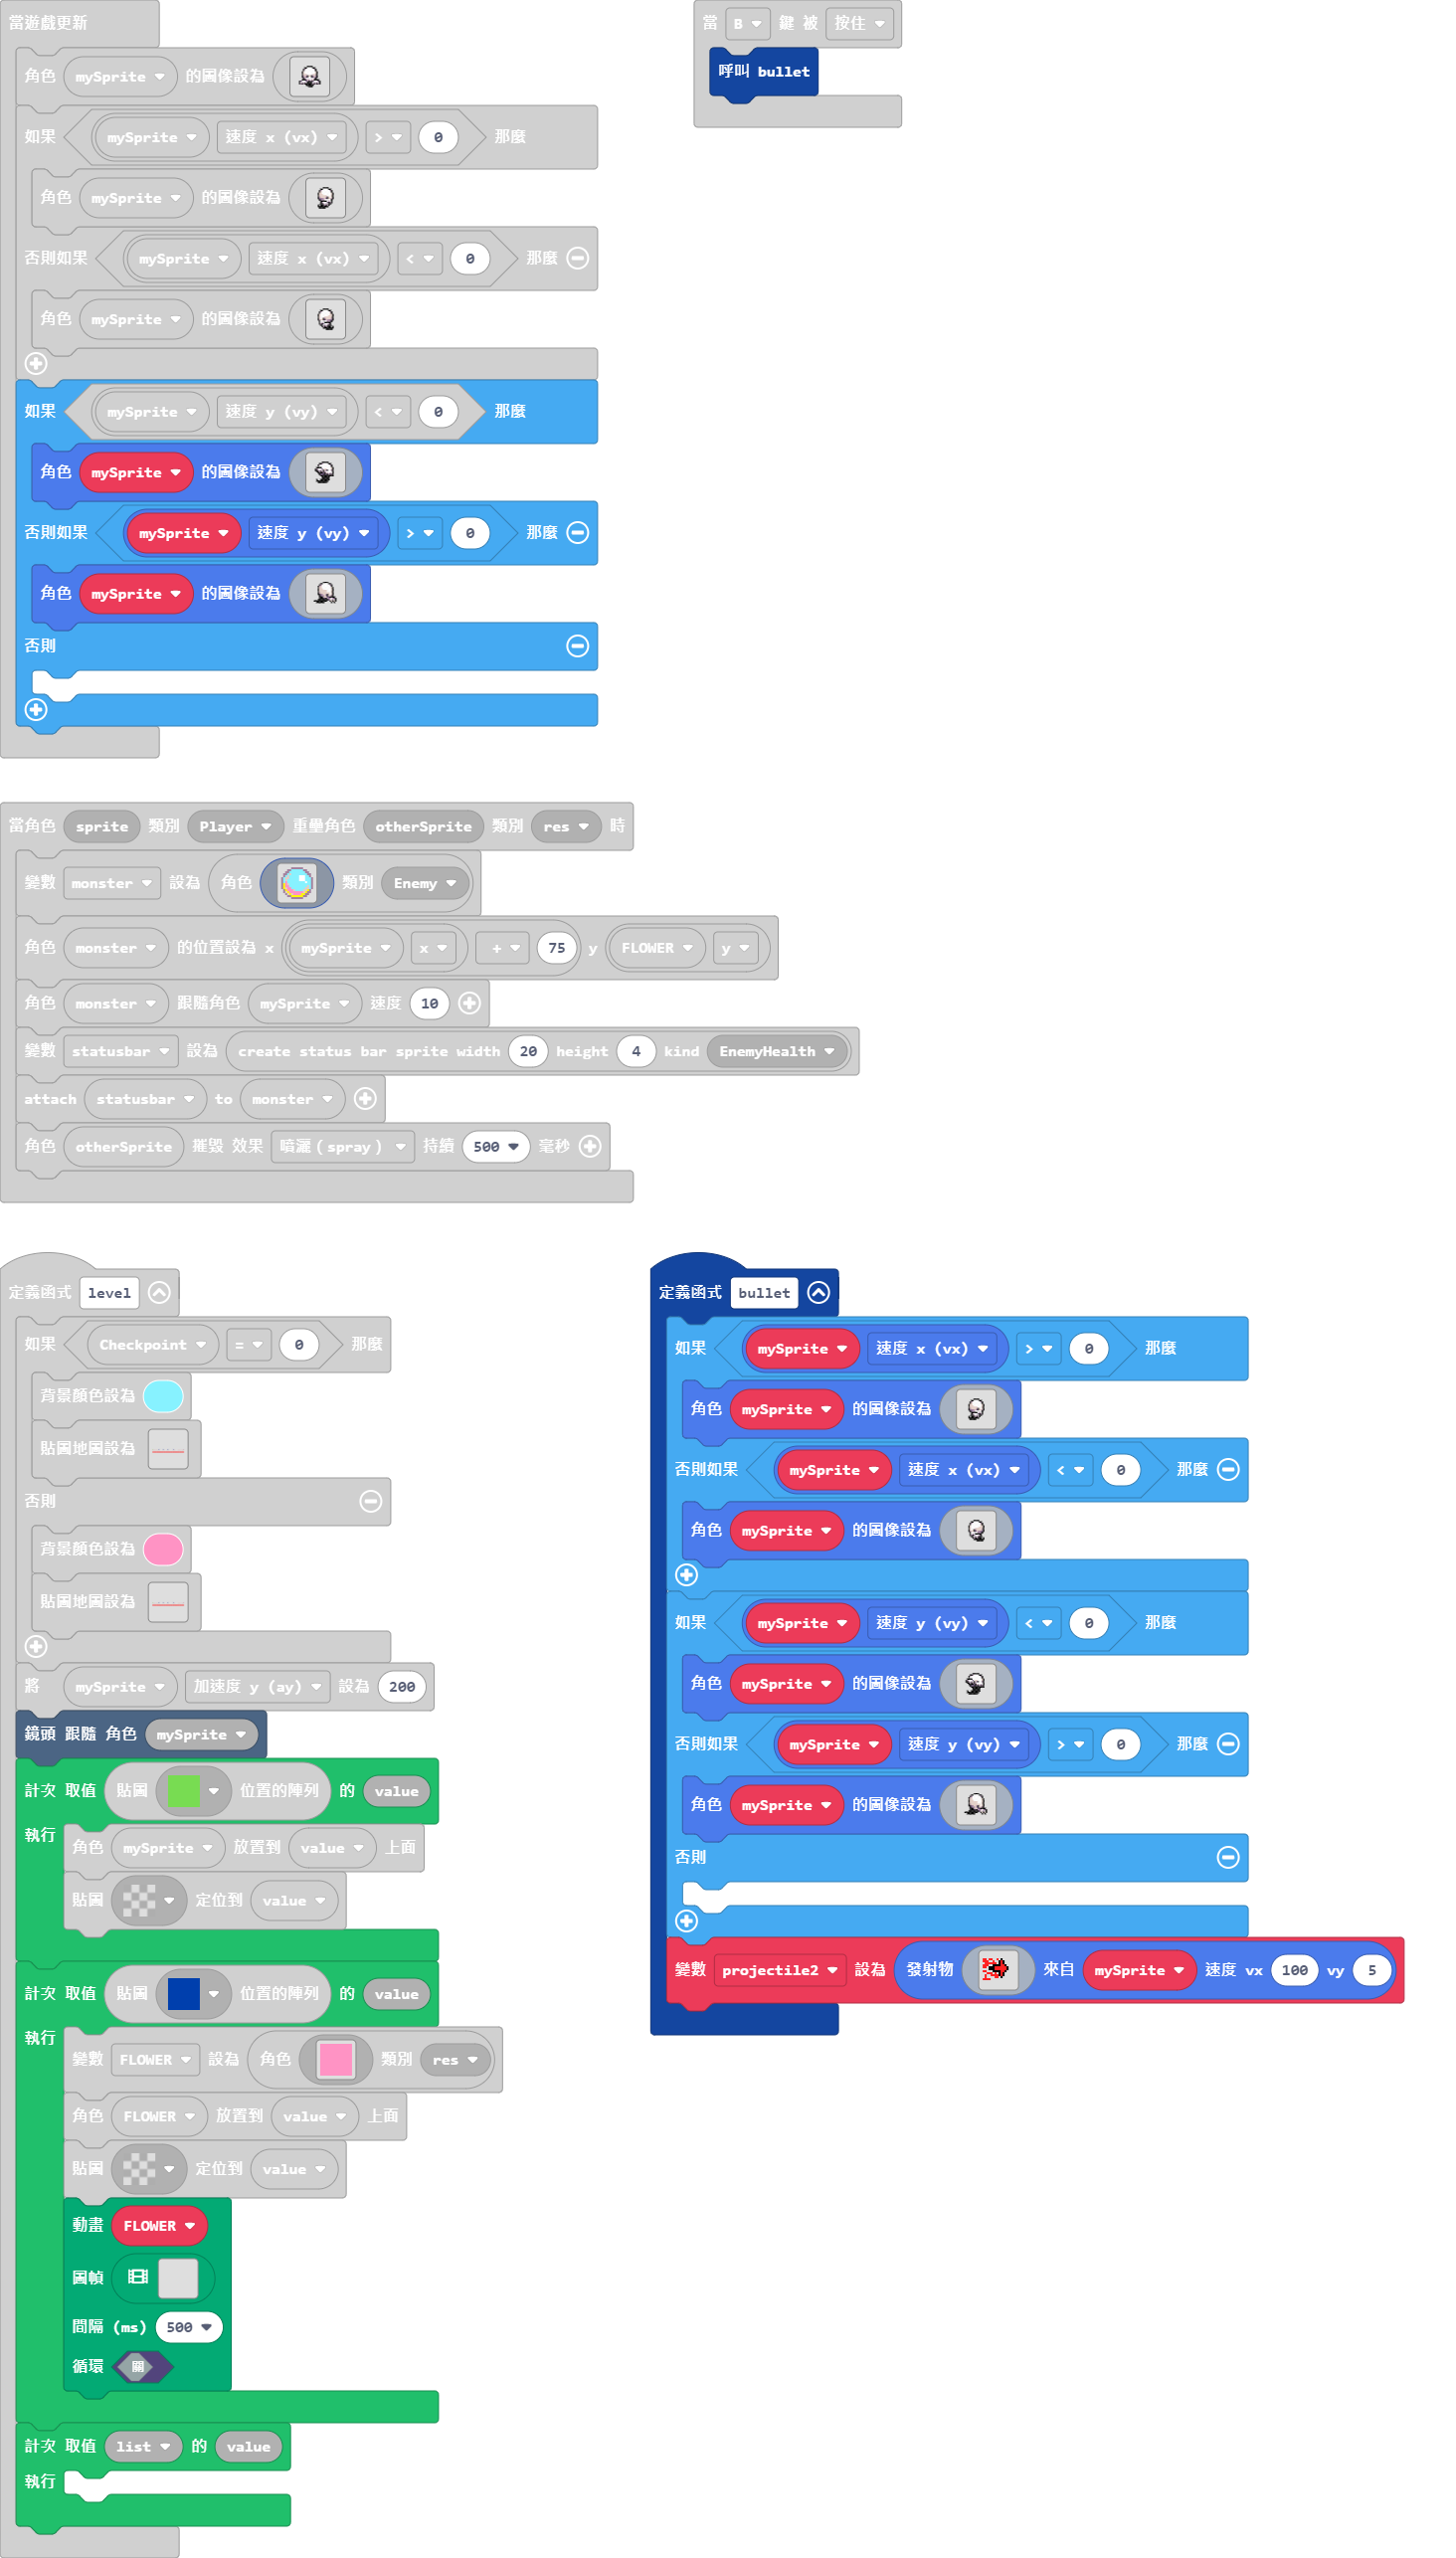 當遊戲更新
角色 mySprite 的圖像設為
如果 mySprite 速度 x (vx) > 0 那麼
角色 mySprite 的圖像設為
否則如果 mySprite 速度 x (vx) < 0 那麼
角色 mySprite 的圖像設為
如果 mySprite 速度 y (vy) < 0 那麼
角色 mySprite 的圖像設為
否則如果 mySprite 速度 y (vy) > 0 那麼
角色 mySprite 的圖像設為
否則
當 B 鍵 被 按住
呼叫 bullet
當角色 sprite 類別 Player 重疊角色 otherSprite 類別 res 時
變數 monster 設為 角色 類別 Enemy
角色 monster 的位置設為 x mySprite x + 75 y FLOWER y
角色 monster 跟隨角色 mySprite 速度 10
變數 statusbar 設為 create status bar sprite width 20 height 4 kind EnemyHealth
attach statusbar to monster
角色 otherSprite 摧毀 效果 噴灑 ( spray ) 持續 500 毫秒
定義函式 level
如果 Checkpoint = 0 那麼
背景顏色設為
貼圖地圖設為
否則
背景顏色設為
貼圖地圖設為
將 mySprite 加速度 y (ay) 設為 200
鏡頭 跟隨 角色 mySprite
計次 取值 貼圖 位置的陣列 的 value
執行 角色 mySprite 放置到 value 上面
貼圖 定位到 value
計次 取值 貼圖 位置的陣列 的 value
執行 變數 FLOWER 設為 角色 類別 res
角色 FLOWER 放置到 value 上面
貼圖 定位到 value
動畫 FLOWER
圖幀
間隔 (ms) 500
循環 關
計次 取值 list 的 value
執行
定義函式 bullet
如果 mySprite 速度 x (vx) > 0 那麼
角色 mySprite 的圖像設為
否則如果 mySprite 速度 x (vx) < 0 那麼
角色 mySprite 的圖像設為
如果 mySprite 速度 y (vy) < 0 那麼
角色 mySprite 的圖像設為
否則如果 mySprite 速度 y (vy) > 0 那麼
角色 mySprite 的圖像設為
否則
變數 projectile2 設為 發射物 來自 mySprite 速度 vx 100 vy 5